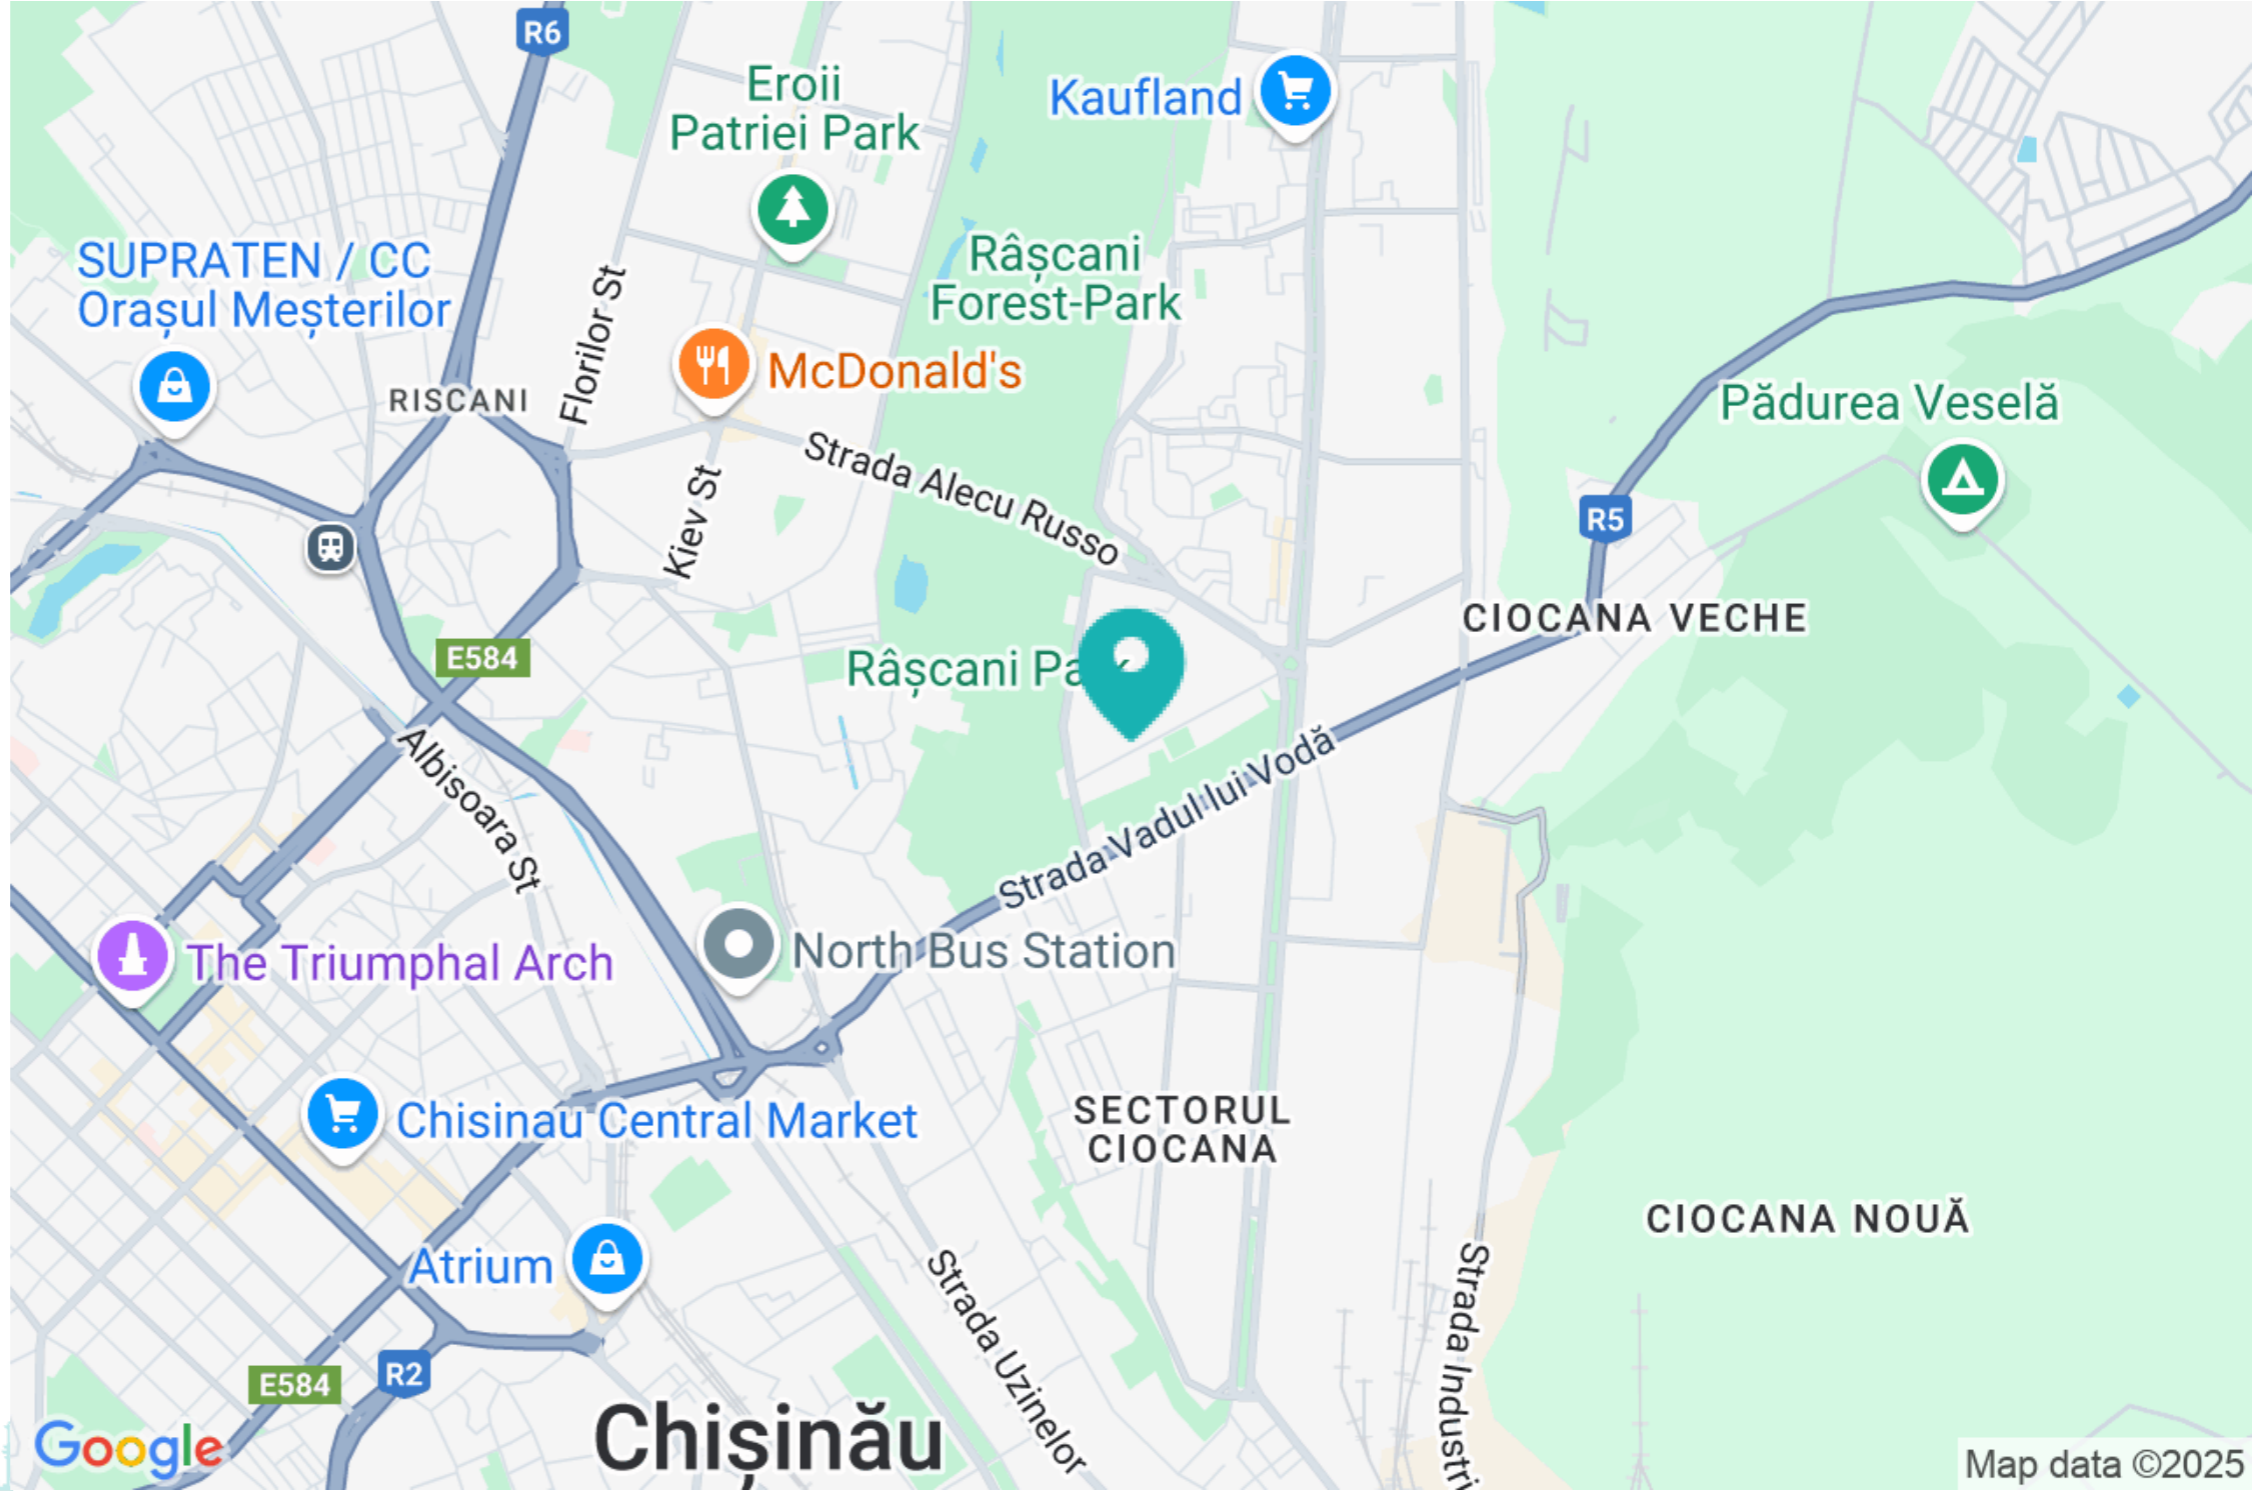 R6
Eroii
Patriei Park
Kaufland
Râșcani
Forest-Park
SUPRATEN / CC
Orașul Meșterilor
Florilor St
McDonald's
RISCANI
Pădurea Veselă
Strada Alecu Russo
Kiev St
R5
CIOCANA VECHE
E584
Râșcani
Strada Vadul lui Vodă
Albisoara St
The Triumphal Arch
North Bus Station
Chisinau Central Market
SECTORUL
CIOCANA
CIOCANA NOUĂ
Atrium
Strada Uzinelor
Strada Industri
E584
R2
Chișinău
Google
Map data ©2025